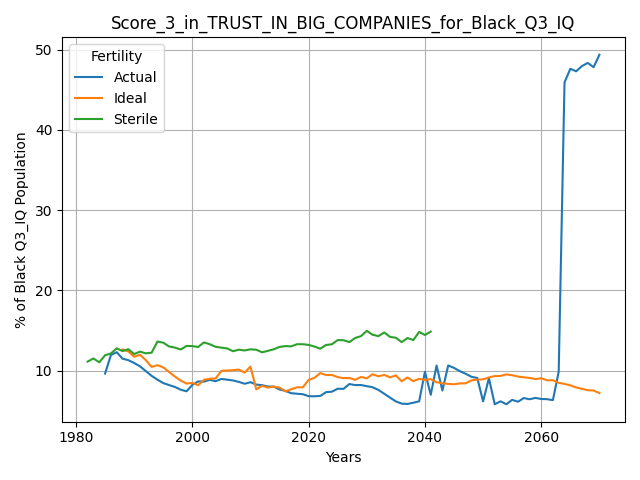 Score_3_in_TRUST_IN_BIG_COMPANIES_for_Black_Q3_IQ
Fertility
Actual
Ideal
Sterile
% of Black Q3_IQ Population
50
40
30
20
10
1980
2000
2020
2040
2060
Years